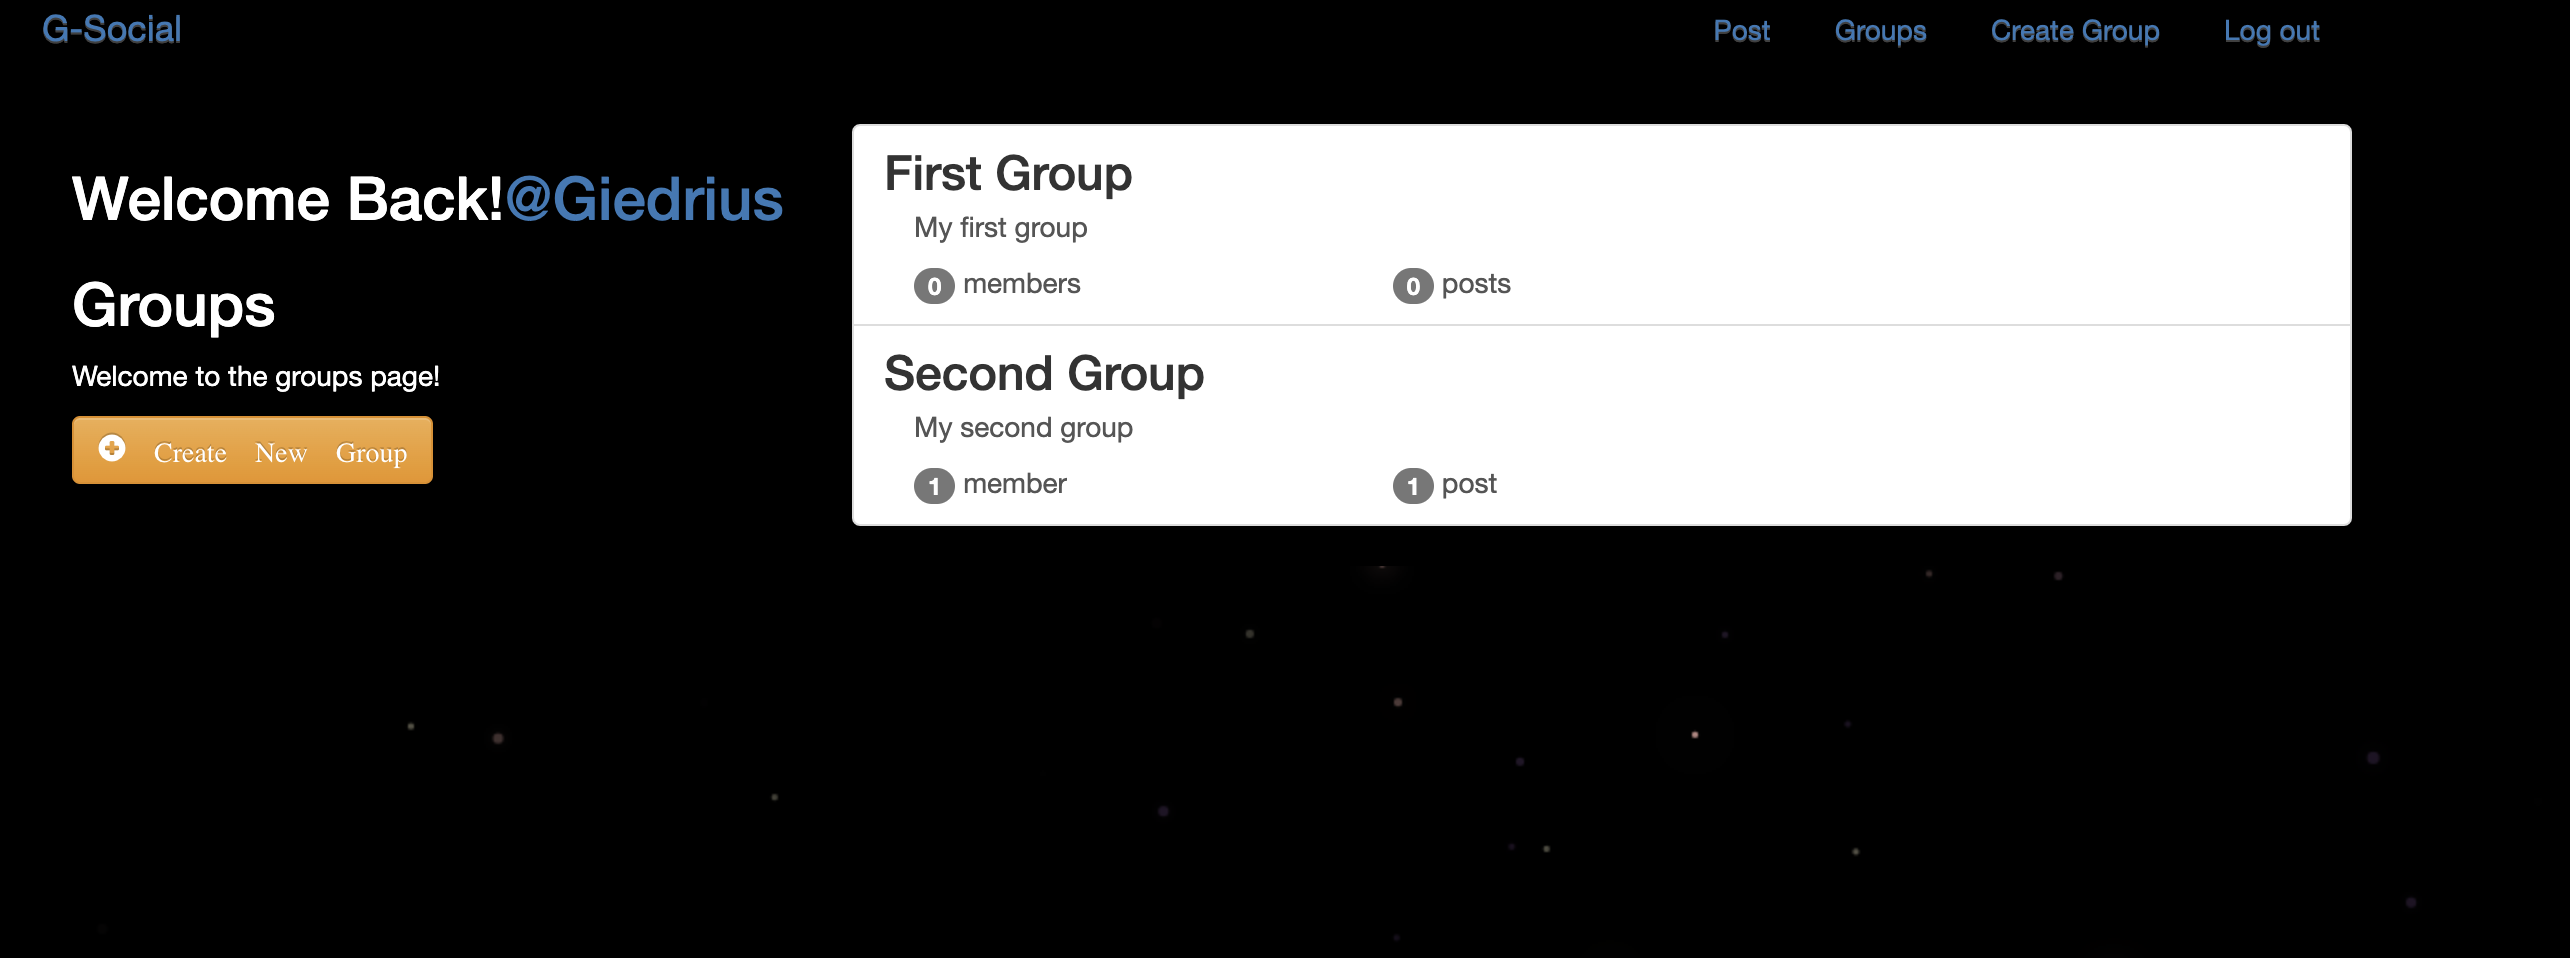 G-Social
Post Groups Create Group Log out
Welcome Back!@Giedrius
Groups
Welcome to the groups page!
Create New Group
First Group
My first group
0 members 0 posts
Second Group
My second group
1 member 1 post